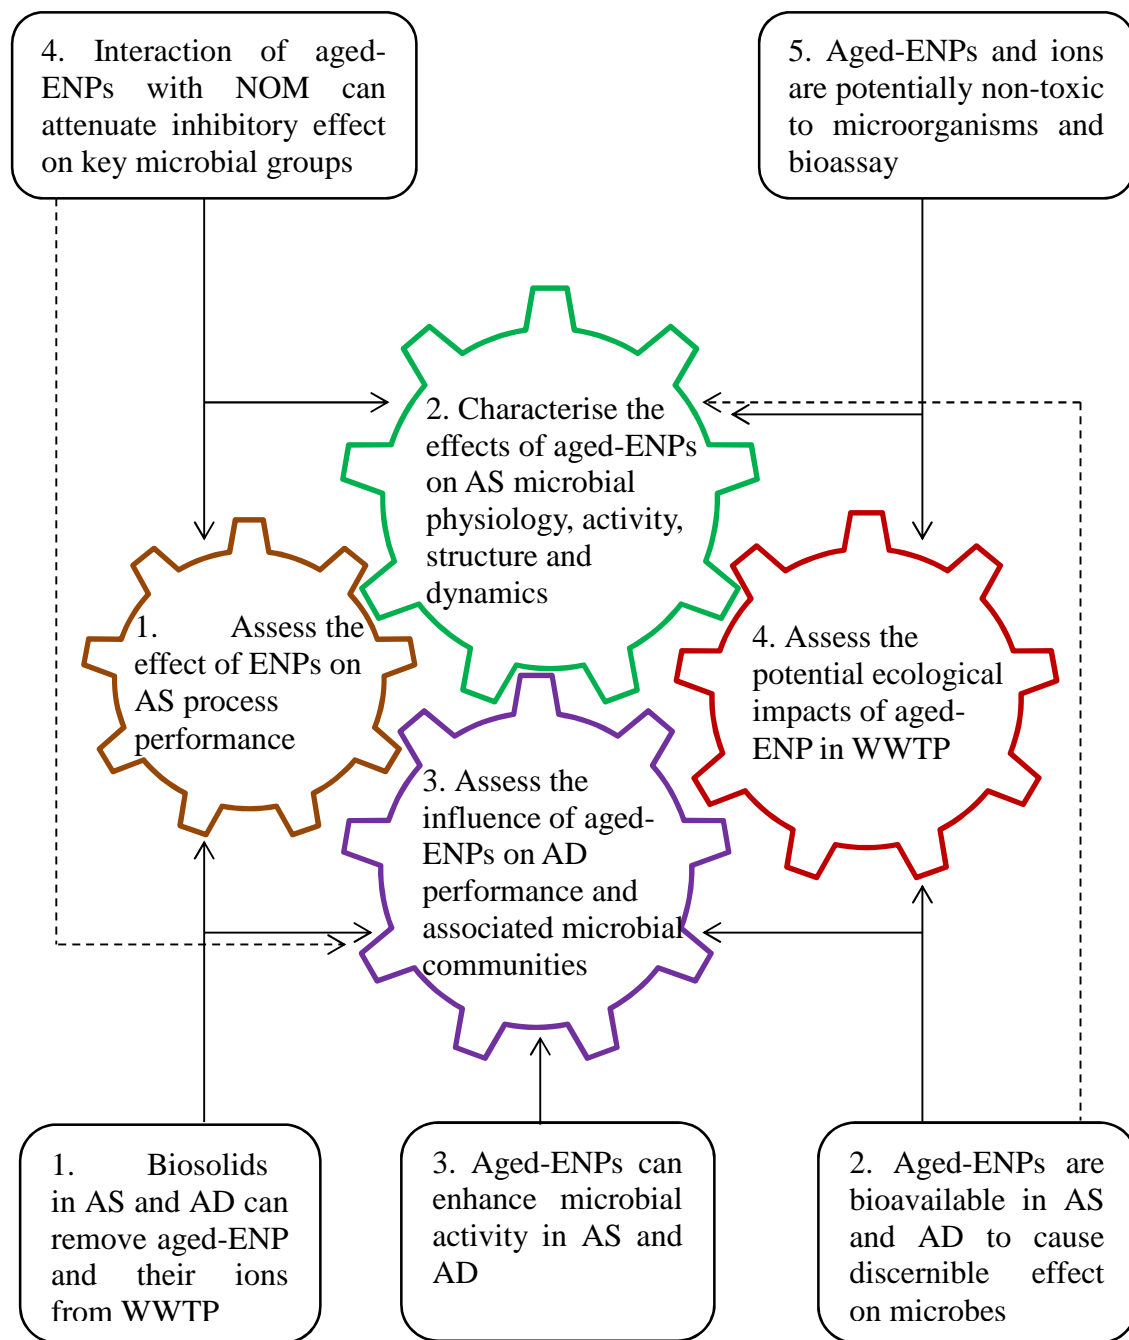 4. Interaction of aged-
ENPs with NOM can
attenuate inhibitory effect
on key microbial groups
5. Aged-ENPs and ions
are potentially non-toxic
to microorganisms and
bioassay
2. Characterise the
effects of aged-ENPs
on AS microbial
physiology, activity,
structure and
dynamics
1. Assess the
effect of ENPs on
AS process
performance
4. Assess the
potential ecological
impacts of aged-
ENP in WWTP
3. Assess the
influence of aged-
ENPs on AD
performance and
associated microbial
communities
1. Biosolids
in AS and AD can
remove aged-ENP
and their ions
from WWTP
3. Aged-ENPs can
enhance microbial
activity in AS and
AD
2. Aged-ENPs are
bioavailable in AS
and AD to cause
discernible effect
on microbes